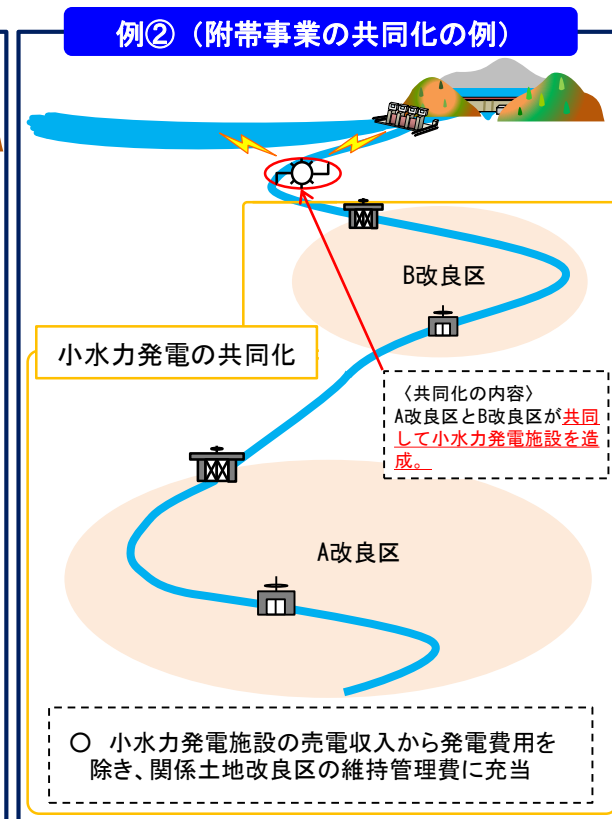 例②（附帯事業の共同化の例）
B改良区
小水力発電の共同化
〈共同化の内容〉
A改良区とB改良区が共同
して小水力発電施設を造
成。
A改良区
○　小水力発電施設の売電収入から発電費用を
除き、関係土地改良区の維持管理費に充当